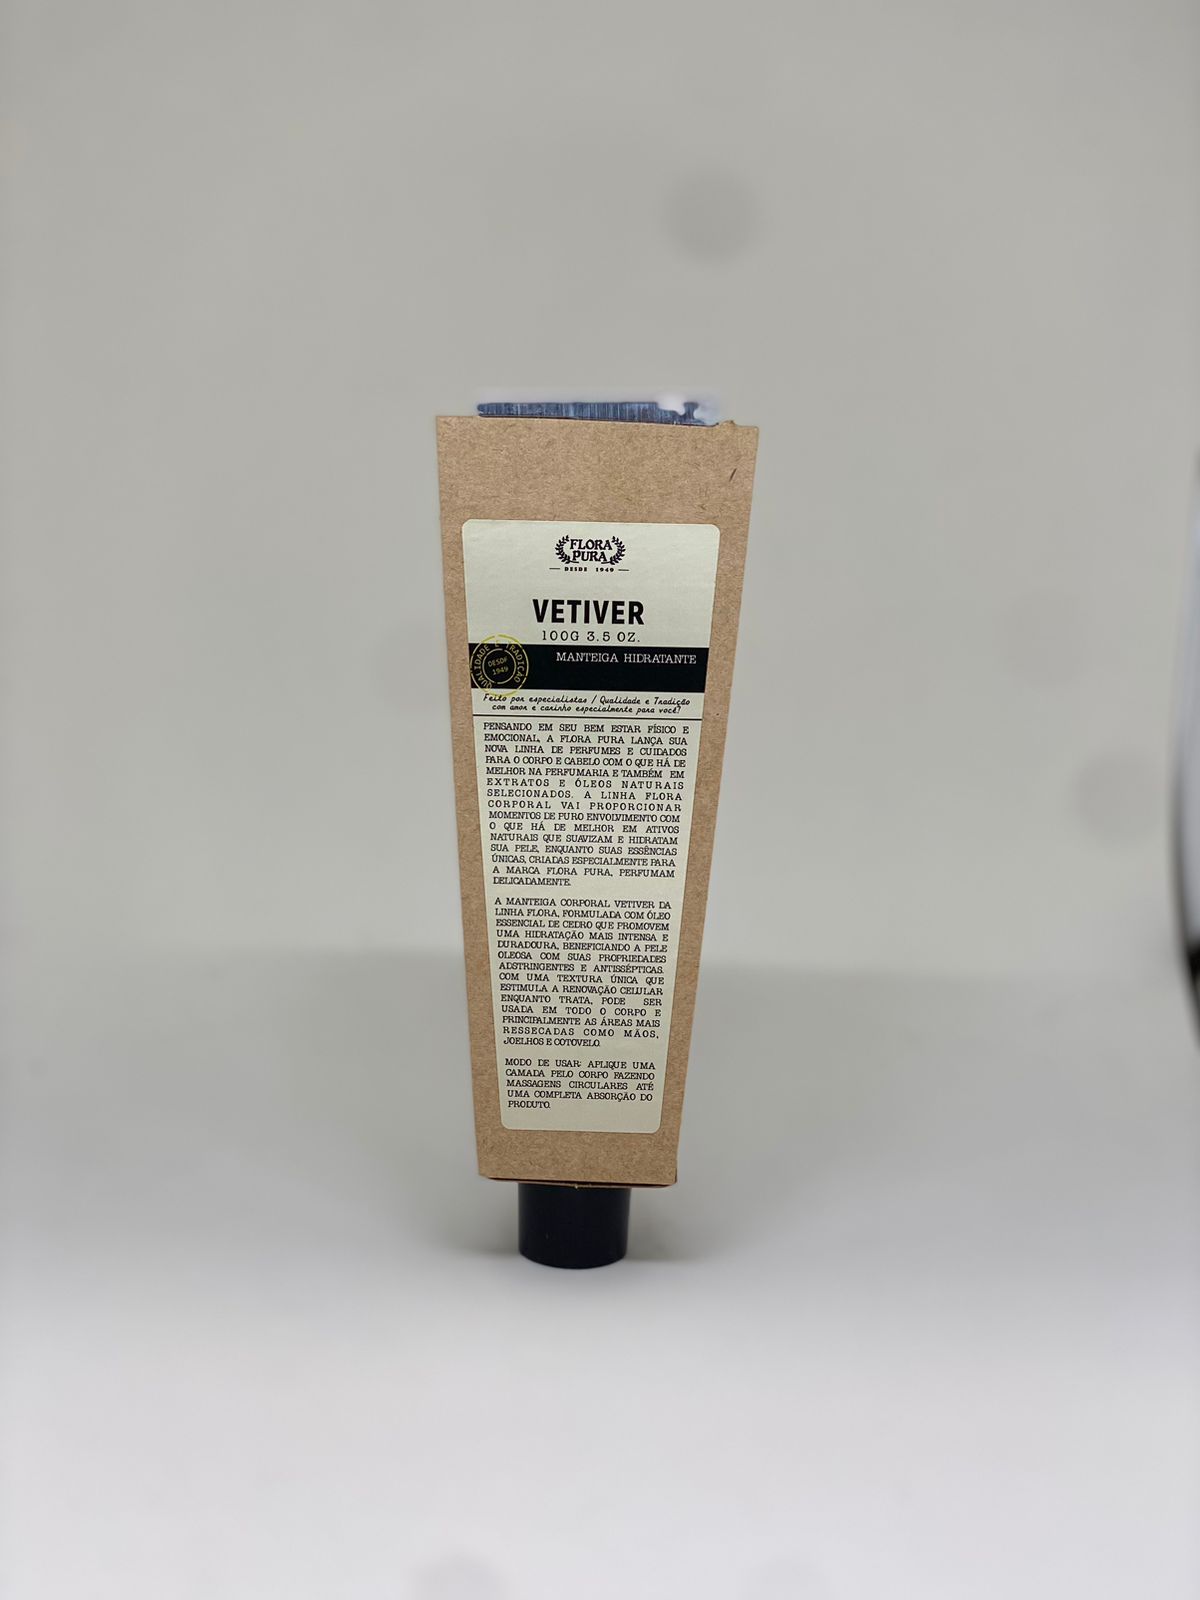 FLORA
PURA
DESDE 1949
VETIVER
100G 3.5 OZ.
QUALIDADE E TRADIÇÃO
DESDE
1949
MANTEIGA HIDRATANTE
Feito por especialistas / Qualidade e Tradição
com amor e carinho especialmente para você!
PENSANDO EM SEU BEM ESTAR FÍSICO E
EMOCIONAL, A FLORA PURA LANÇA SUA
NOVA LINHA DE PERFUMES E CUIDADOS
PARA O CORPO E CABELO COM O QUE HÁ DE
MELHOR NA PERFUMARIA E TAMBÉM EM
EXTRATOS E ÓLEOS NATURAIS
SELECIONADOS. A LINHA FLORA
CORPORAL VAI PROPORCIONAR
MOMENTOS DE PURO ENVOLVIMENTO COM
O QUE HÁ DE MELHOR EM ATIVOS
NATURAIS QUE SUAVIZAM E HIDRATAM
SUA PELE, ENQUANTO SUAS ESSÊNCIAS
ÚNICAS, CRIADAS ESPECIALMENTE PARA
A MARCA FLORA PURA, PERFUMAM
DELICADAMENTE.
A MANTEIGA CORPORAL VETIVER DA
LINHA FLORA, FORMULADA COM ÓLEO
ESSENCIAL DE CEDRO QUE PROMOVEM
UMA HIDRATAÇÃO MAIS INTENSA E
DURADOURA, BENEFICIANDO A PELE
OLEOSA COM SUAS PROPRIEDADES
ADSTRINGENTES E ANTISSÉPTICAS.
COM UMA TEXTURA ÚNICA QUE
ESTIMULA A RENOVAÇÃO CELULAR
ENQUANTO TRATA, PODE SER
USADA EM TODO O CORPO E
PRINCIPALMENTE AS ÁREAS MAIS
RESSECADAS COMO MÃOS,
JOELHOS E COTOVELO.
MODO DE USAR: APLIQUE UMA
CAMADA PELO CORPO FAZENDO
MASSAGENS CIRCULARES ATÉ
UMA COMPLETA ABSORÇÃO DO
PRODUTO.